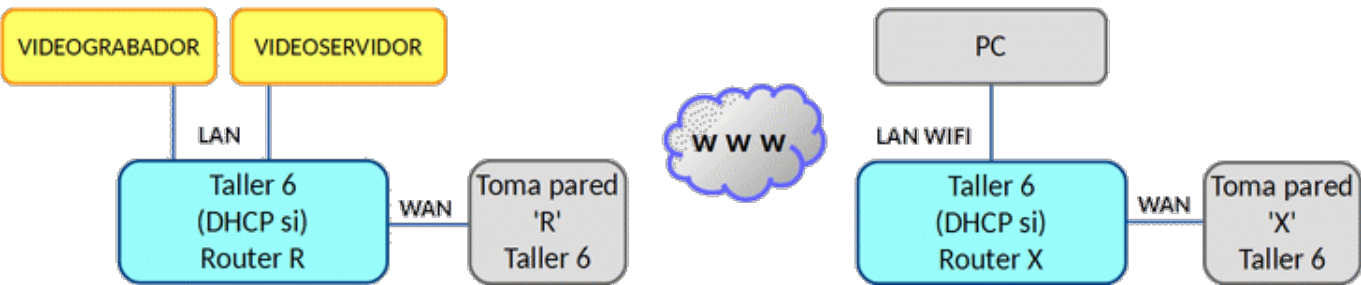 VIDEOGRABADOR
VIDEOSERVIDOR
LAN
Taller 6
(DHCP si)
Router R
WAN
Toma pared
'R'
Taller 6
W W W
PC
LAN WIFI
Taller 6
(DHCP si)
Router X
WAN
Toma pared
'X'
Taller 6